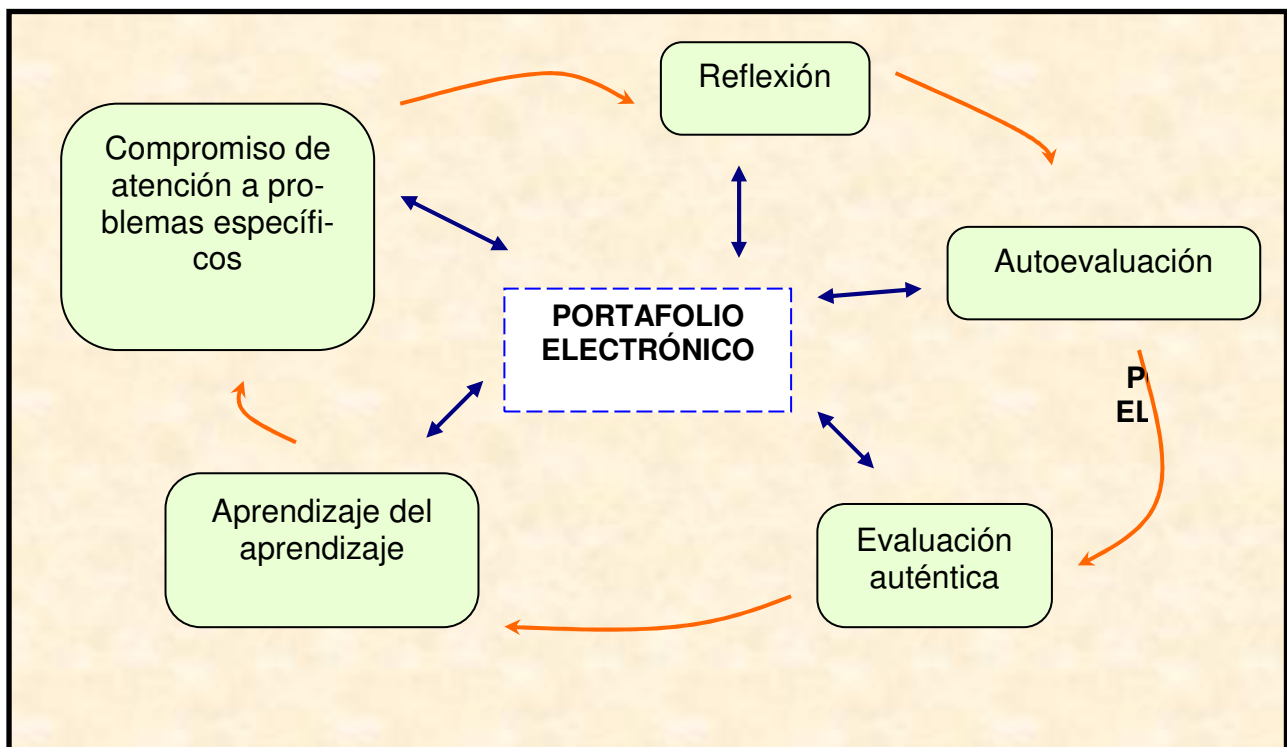 Reflexión
Compromiso de
atención a pro-
blemas específi-
cos
Autoevaluación
PORTAFOLIO
ELECTRÓNICO
P
EL
Aprendizaje del
aprendizaje
Evaluación
auténtica